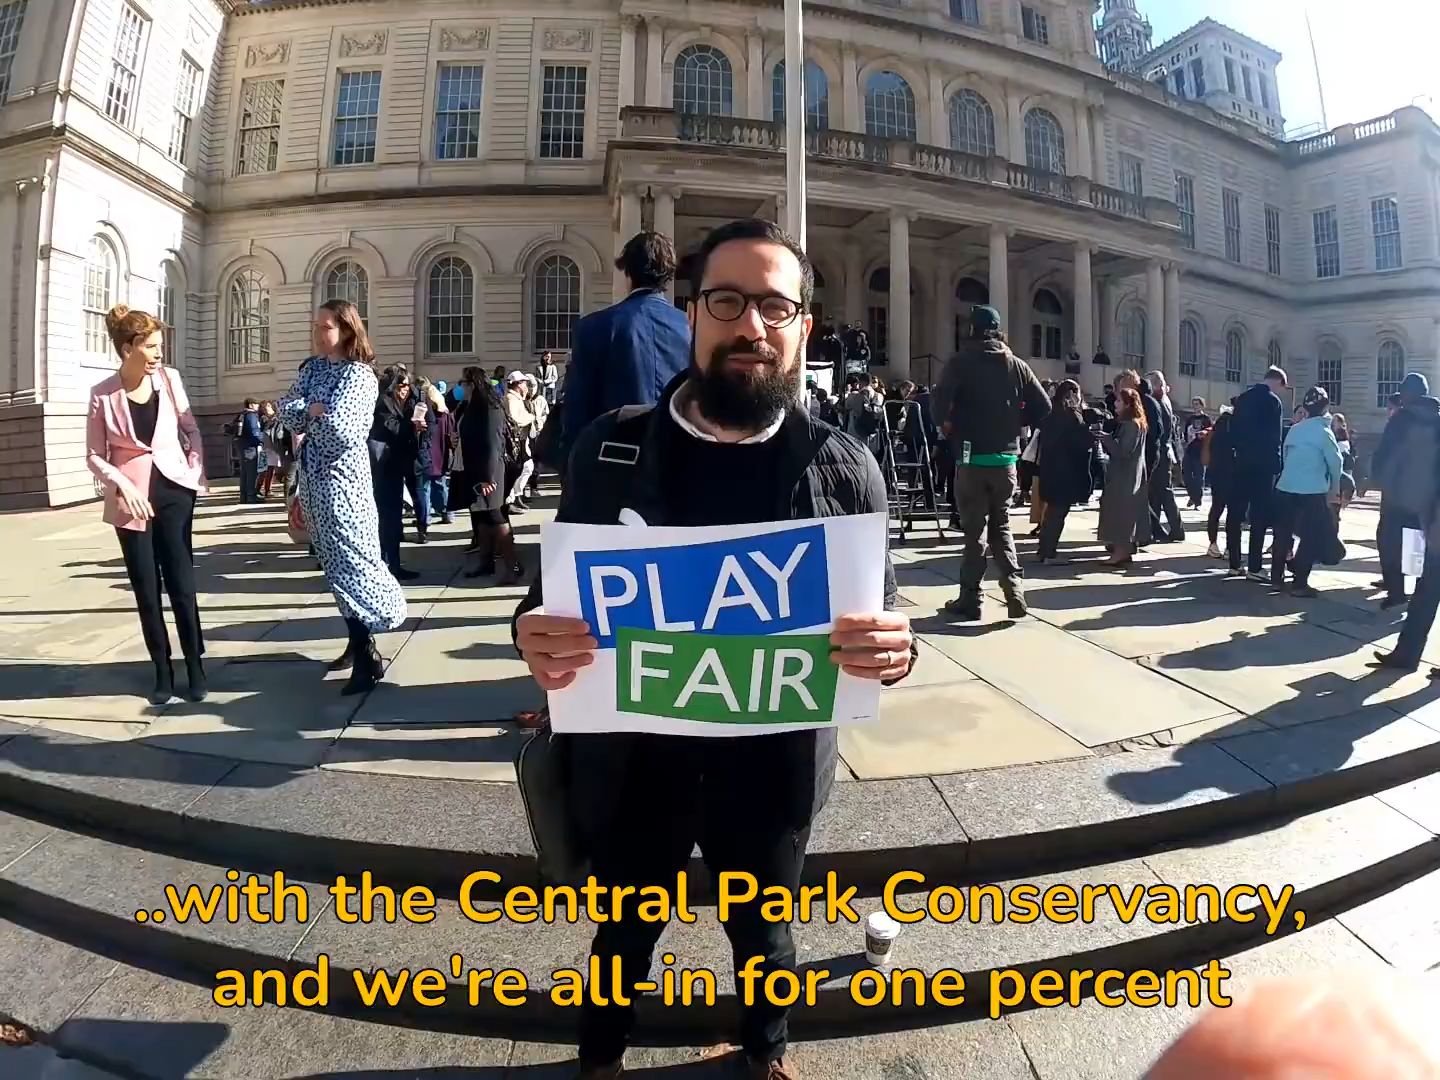 PLAY
FAIR
..with the Central Park Conservancy,
and we're all-in for one percent